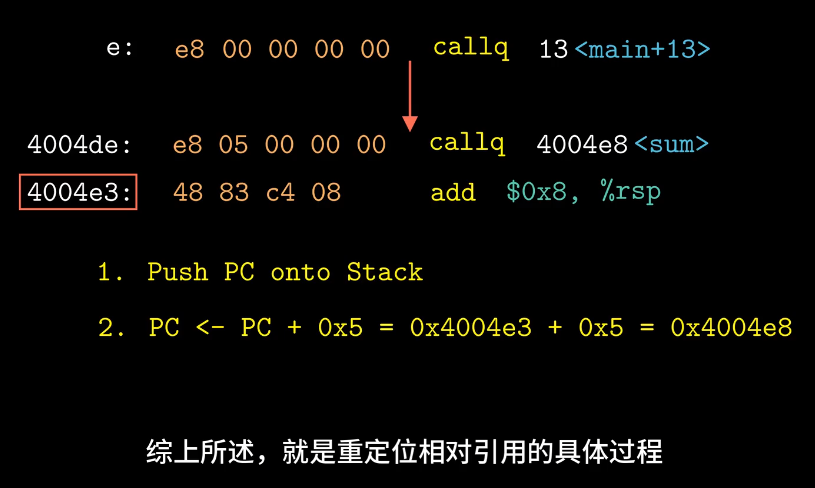 e: e8 00 00 00 00 callq 13 <main+13>
4004de: e8 05 00 00 00 callq 4004e8 <sum>
4004e3: 48 83 c4 08 add $0x8, %rsp
1. Push PC onto Stack
2. PC <- PC + 0x5 = 0x4004e3 + 0x5 = 0x4004e8
综上所述，就是重定位相对引用的具体过程